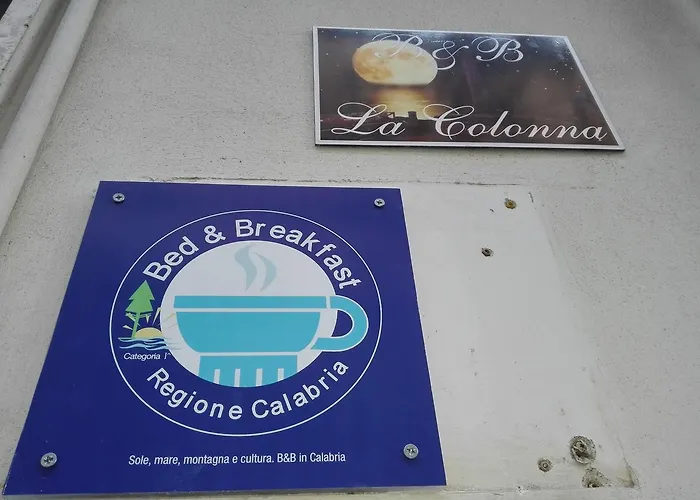 B & B
La Colonna
Bed & Breakfast
Categoria 1^
Regione Calabria
Sole, mare, montagna e cultura. B&B in Calabria